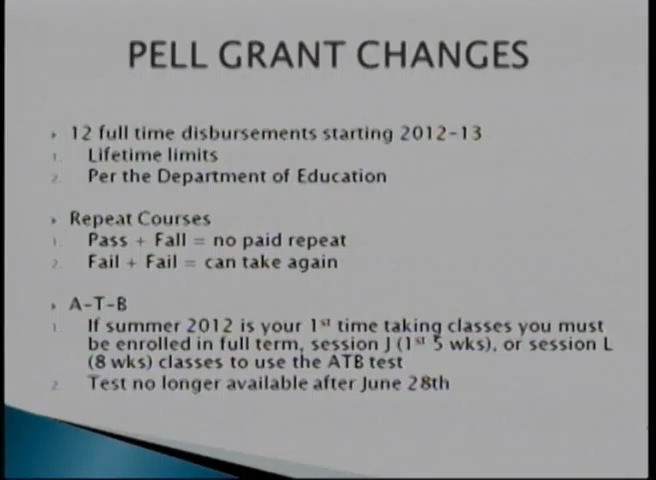 PELL GRANT CHANGES
12 full time disbursements starting 2012-13
1. Lifetime limits
2. Per the Department of Education
Repeat Courses
1. Pass + Fall = no paid repeat
2. Fail + Fail = can take again
A-T-B
1. If summer 2012 is your 1st time taking classes you must
be enrolled in full term, session J (1st 5 wks), or session L
(8 wks) classes to use the ATB test
2. Test no longer available after June 28th